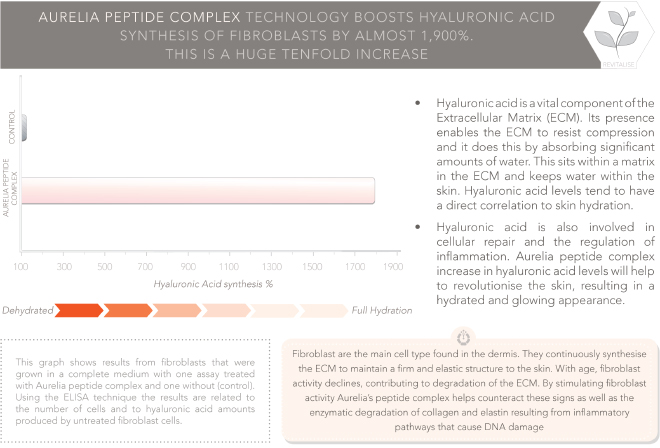 AURELIA PEPTIDE COMPLEX TECHNOLOGY BOOSTS HYALURONIC ACID
SYNTHESIS OF FIBROBLASTS BY ALMOST 1,900%.
THIS IS A HUGE TENFOLD INCREASE
REVITALISE
CONTROL
AURELIA PEPTIDE
COMPLEX
100 300 500 700 900 1100 1300 1500 1700 1900
Hyaluronic Acid synthesis %
Dehydrated
Full Hydration
• Hyaluronic acid is a vital component of the
Extracellular Matrix (ECM). Its presence
enables the ECM to resist compression
and it does this by absorbing significant
amounts of water. This sits within a matrix
in the ECM and keeps water within the
skin. Hyaluronic acid levels tend to have
a direct correlation to skin hydration.
• Hyaluronic acid is also involved in
cellular repair and the regulation of
inflammation. Aurelia peptide complex
increase in hyaluronic acid levels will help
to revolutionise the skin, resulting in a
hydrated and glowing appearance.
This graph shows results from fibroblasts that were
grown in a complete medium with one assay treated
with Aurelia peptide complex and one without (control).
Using the ELISA technique the results are related to
the number of cells and to hyaluronic acid amounts
produced by untreated fibroblast cells.
Fibroblast are the main cell type found in the dermis. They continuously synthesise
the ECM to maintain a firm and elastic structure to the skin. With age, fibroblast
activity declines, contributing to degradation of the ECM. By stimulating fibroblast
activity Aurelia's peptide complex helps counteract these signs as well as the
enzymatic degradation of collagen and elastin resulting from inflammatory
pathways that cause DNA damage